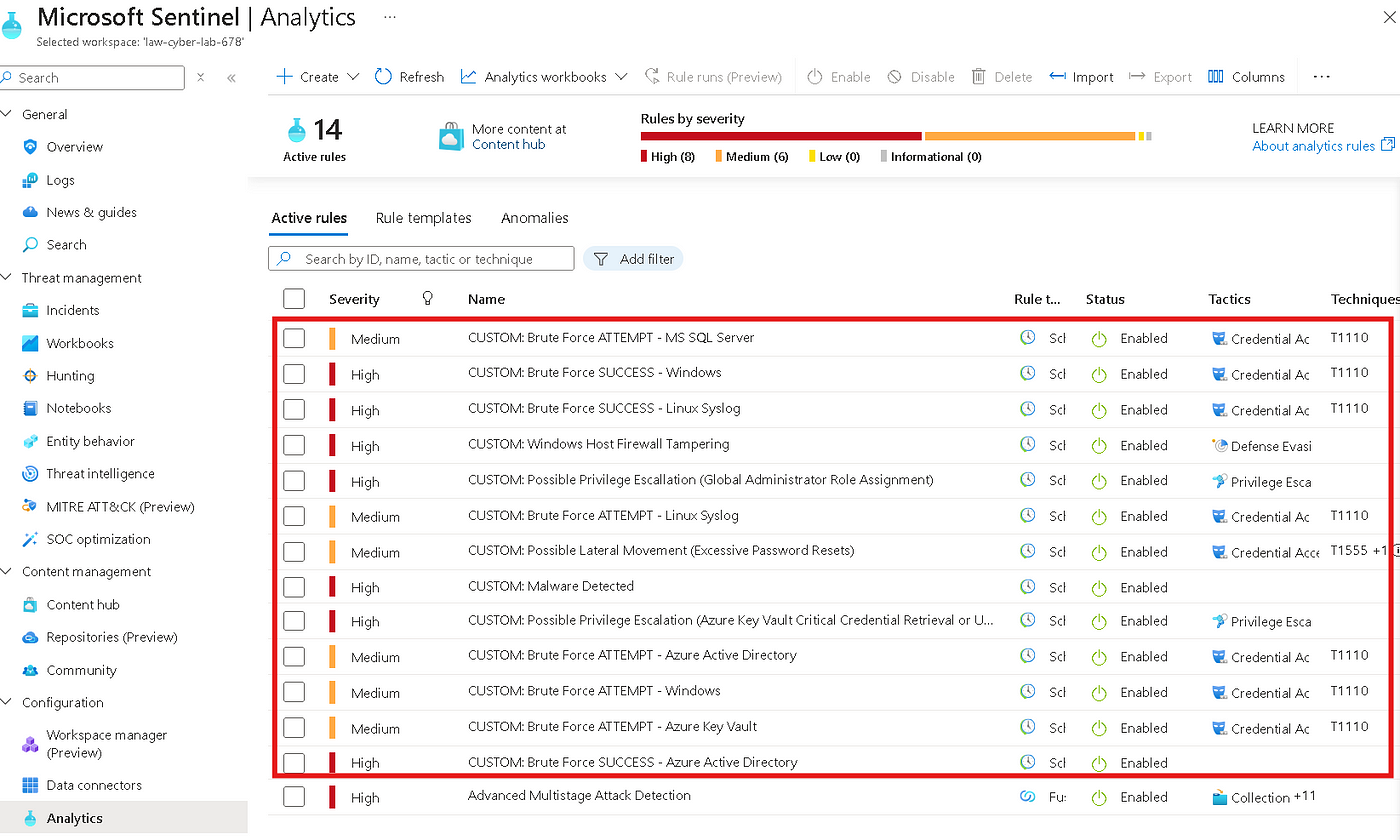 Microsoft Sentinel | Analytics ...
Selected workspace: 'law-cyber-lab-678'
Search
General
Overview
Logs
News & guides
Search
Threat management
Incidents
Workbooks
Hunting
Notebooks
Entity behavior
Threat intelligence
MITRE ATT&CK (Preview)
SOC optimization
Content management
Content hub
Repositories (Preview)
Community
Configuration
Workspace manager
(Preview)
Data connectors
Analytics
Create Refresh Analytics workbooks Rule runs (Preview) Enable Disable Delete Import Export Columns ...
14
Active rules
More content at
Content hub
Rules by severity
High (8) Medium (6) Low (0) Informational (0)
LEARN MORE
About analytics rules
Active rules Rule templates Anomalies
Search by ID, name, tactic or technique Add filter
Severity Name Rule t... Status Tactics Techniques
Medium CUSTOM: Brute Force ATTEMPT - MS SQL Server Scl Enabled Credential Ac T1110
High CUSTOM: Brute Force SUCCESS - Windows Scl Enabled Credential Ac T1110
High CUSTOM: Brute Force SUCCESS - Linux Syslog Scl Enabled Credential Ac T1110
High CUSTOM: Windows Host Firewall Tampering Scl Enabled Defense Evasi
High CUSTOM: Possible Privilege Escallation (Global Administrator Role Assignment) Scl Enabled Privilege Esca
Medium CUSTOM: Brute Force ATTEMPT - Linux Syslog Scl Enabled Credential Ac T1110
Medium CUSTOM: Possible Lateral Movement (Excessive Password Resets) Scl Enabled Credential Acce T1555 +1
High CUSTOM: Malware Detected Scl Enabled
High CUSTOM: Possible Privilege Escalation (Azure Key Vault Critical Credential Retrieval or U... Scl Enabled Privilege Esca
Medium CUSTOM: Brute Force ATTEMPT - Azure Active Directory Scl Enabled Credential Ac T1110
Medium CUSTOM: Brute Force ATTEMPT - Windows Scl Enabled Credential Ac T1110
Medium CUSTOM: Brute Force ATTEMPT - Azure Key Vault Scl Enabled Credential Ac T1110
High CUSTOM: Brute Force SUCCESS - Azure Active Directory Scl Enabled
High Advanced Multistage Attack Detection Fu: Enabled Collection +11